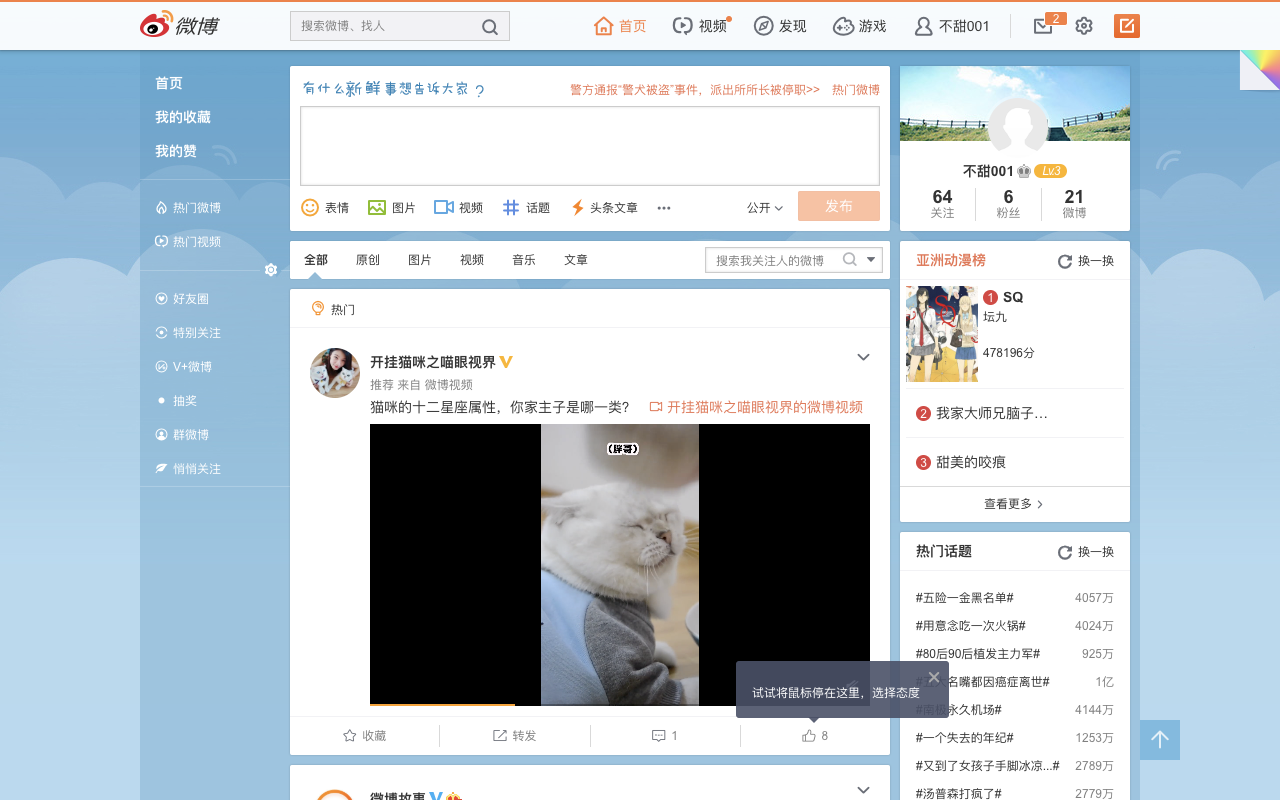 微博
搜索微博、找人
首页
视频
发现
游戏
不甜001
2
首页
我的收藏
我的赞
热门微博
热门视频
好友圈
特别关注
V+微博
抽奖
群微博
悄悄关注
有什么新鲜事想告诉大家？
警方通报“警犬被盗”事件，派出所所长被停职>>
热门微博
表情
图片
视频
话题
头条文章
公开
发布
全部
原创
图片
视频
音乐
文章
搜索我关注人的微博
热门
开挂猫咪之喵眼视界
推荐 来自 微博视频
猫咪的十二星座属性，你家主子是哪一类？
开挂猫咪之喵眼视界的微博视频
试试将鼠标停在这里，选择态度
收藏
转发
1
8
微博故事
不甜001
Lv.3
64
关注
6
粉丝
21
微博
亚洲动漫榜
换一换
SQ
1 SQ
坛九
478196分
2 我家大师兄脑子…
3 甜美的咬痕
查看更多
热门话题
换一换
#五险一金黑名单# 4057万
#用意念吃一次火锅# 4024万
#80后90后植发主力军# 925万
名嘴都因癌症离世# 1亿
永久机场# 4144万
#一个失去的年纪# 1253万
#又到了女孩子手脚冰凉...# 2789万
#汤普森打疯了# 2779万